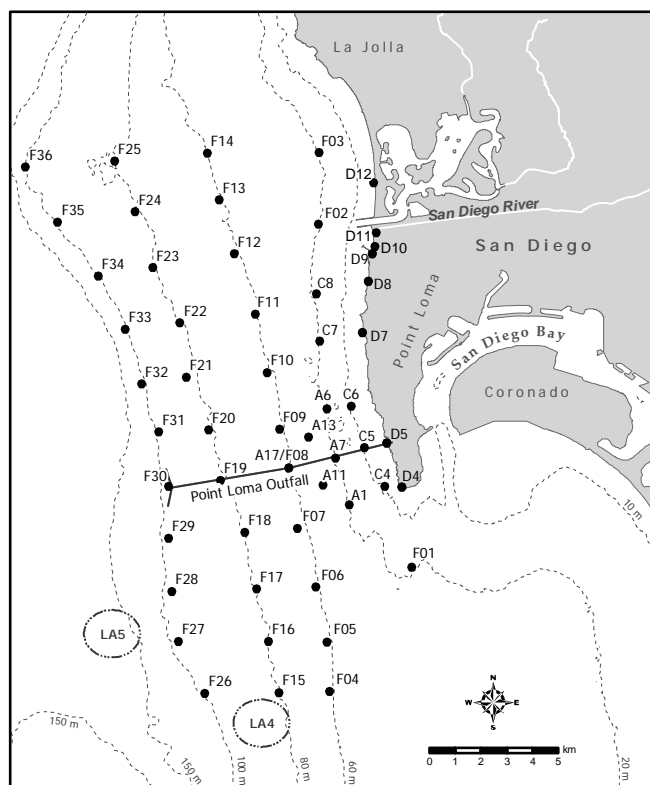 La Jolla
F14
F03
F36
F25
D12
F13
F24
San Diego River
F35
F02
D11
San Diego
D10
F12
D9
F23
F34
C8
D8
F11
F22
F33
C7
D7
Point Loma
San Diego Bay
F32
F21
F10
Coronado
A6
C6
F31
F20
F09
A13
A7
C5
D5
A17/F08
F30
F19
Point Loma Outfall
A11
C4
D4
A1
10 m
F29
F18
F07
F01
F28
F17
F06
LA5
F27
F16
F05
F26
F15
F04
LA4
N
W
E
S
150 m
150 m
100 m
80 m
60 m
20 m
km
0 1 2 3 4 5